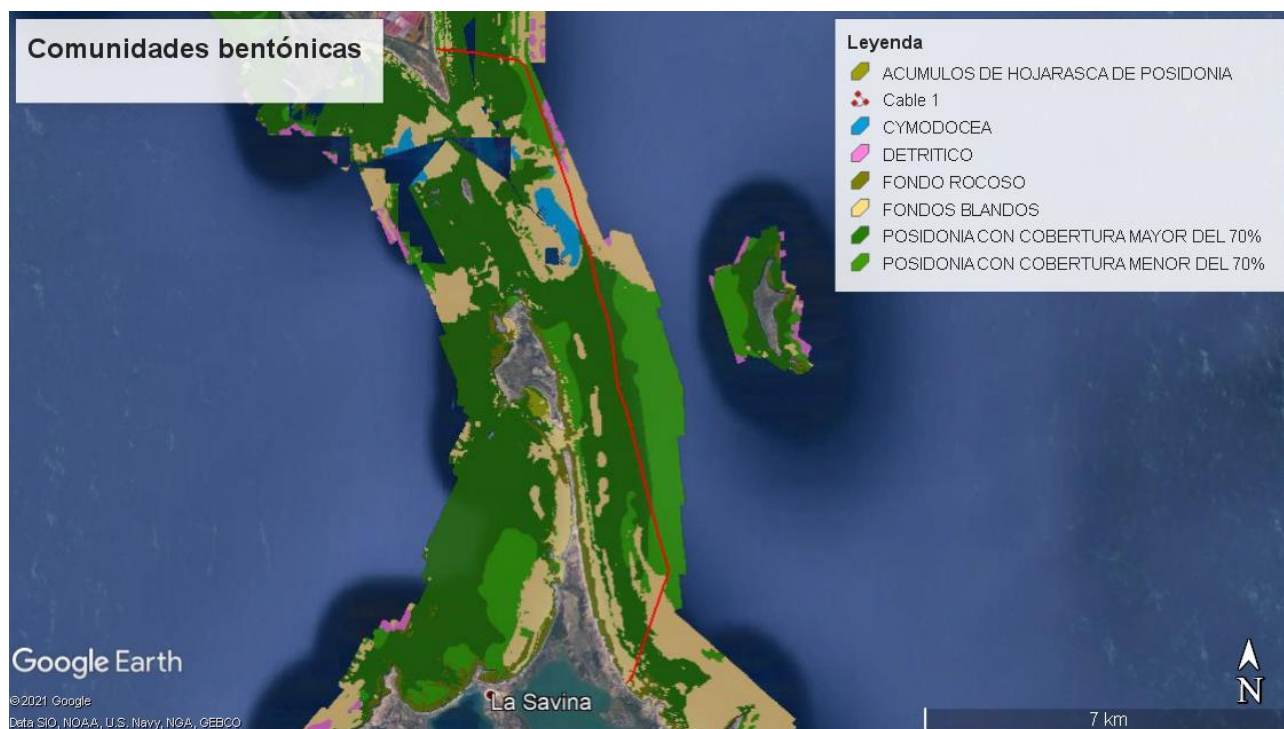 Comunidades bentónicas
Leyenda
ACUMULOS DE HOJARASCA DE POSIDONIA
Cable 1
CYMODOCEA
DETRITICO
FONDO ROCOSO
FONDOS BLANDOS
POSIDONIA CON COBERTURA MAYOR DEL 70%
POSIDONIA CON COBERTURA MENOR DEL 70%
Google Earth
©2021 Google
Data SIO, NOAA, U.S. Navy, NGA, GEBCO
La Savina
N
7 km